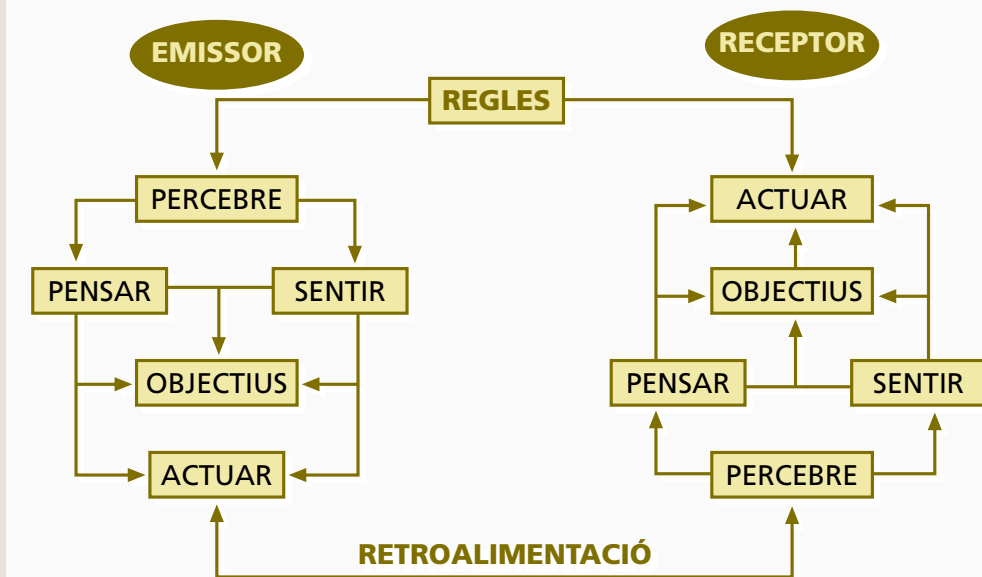 EMISSOR
RECEPTOR
REGLES
PERCEBRE
ACTUAR
PENSAR
SENTIR
OBJECTIUS
OBJECTIUS
PENSAR
SENTIR
ACTUAR
PERCEBRE
RETROALIMENTACIÓ